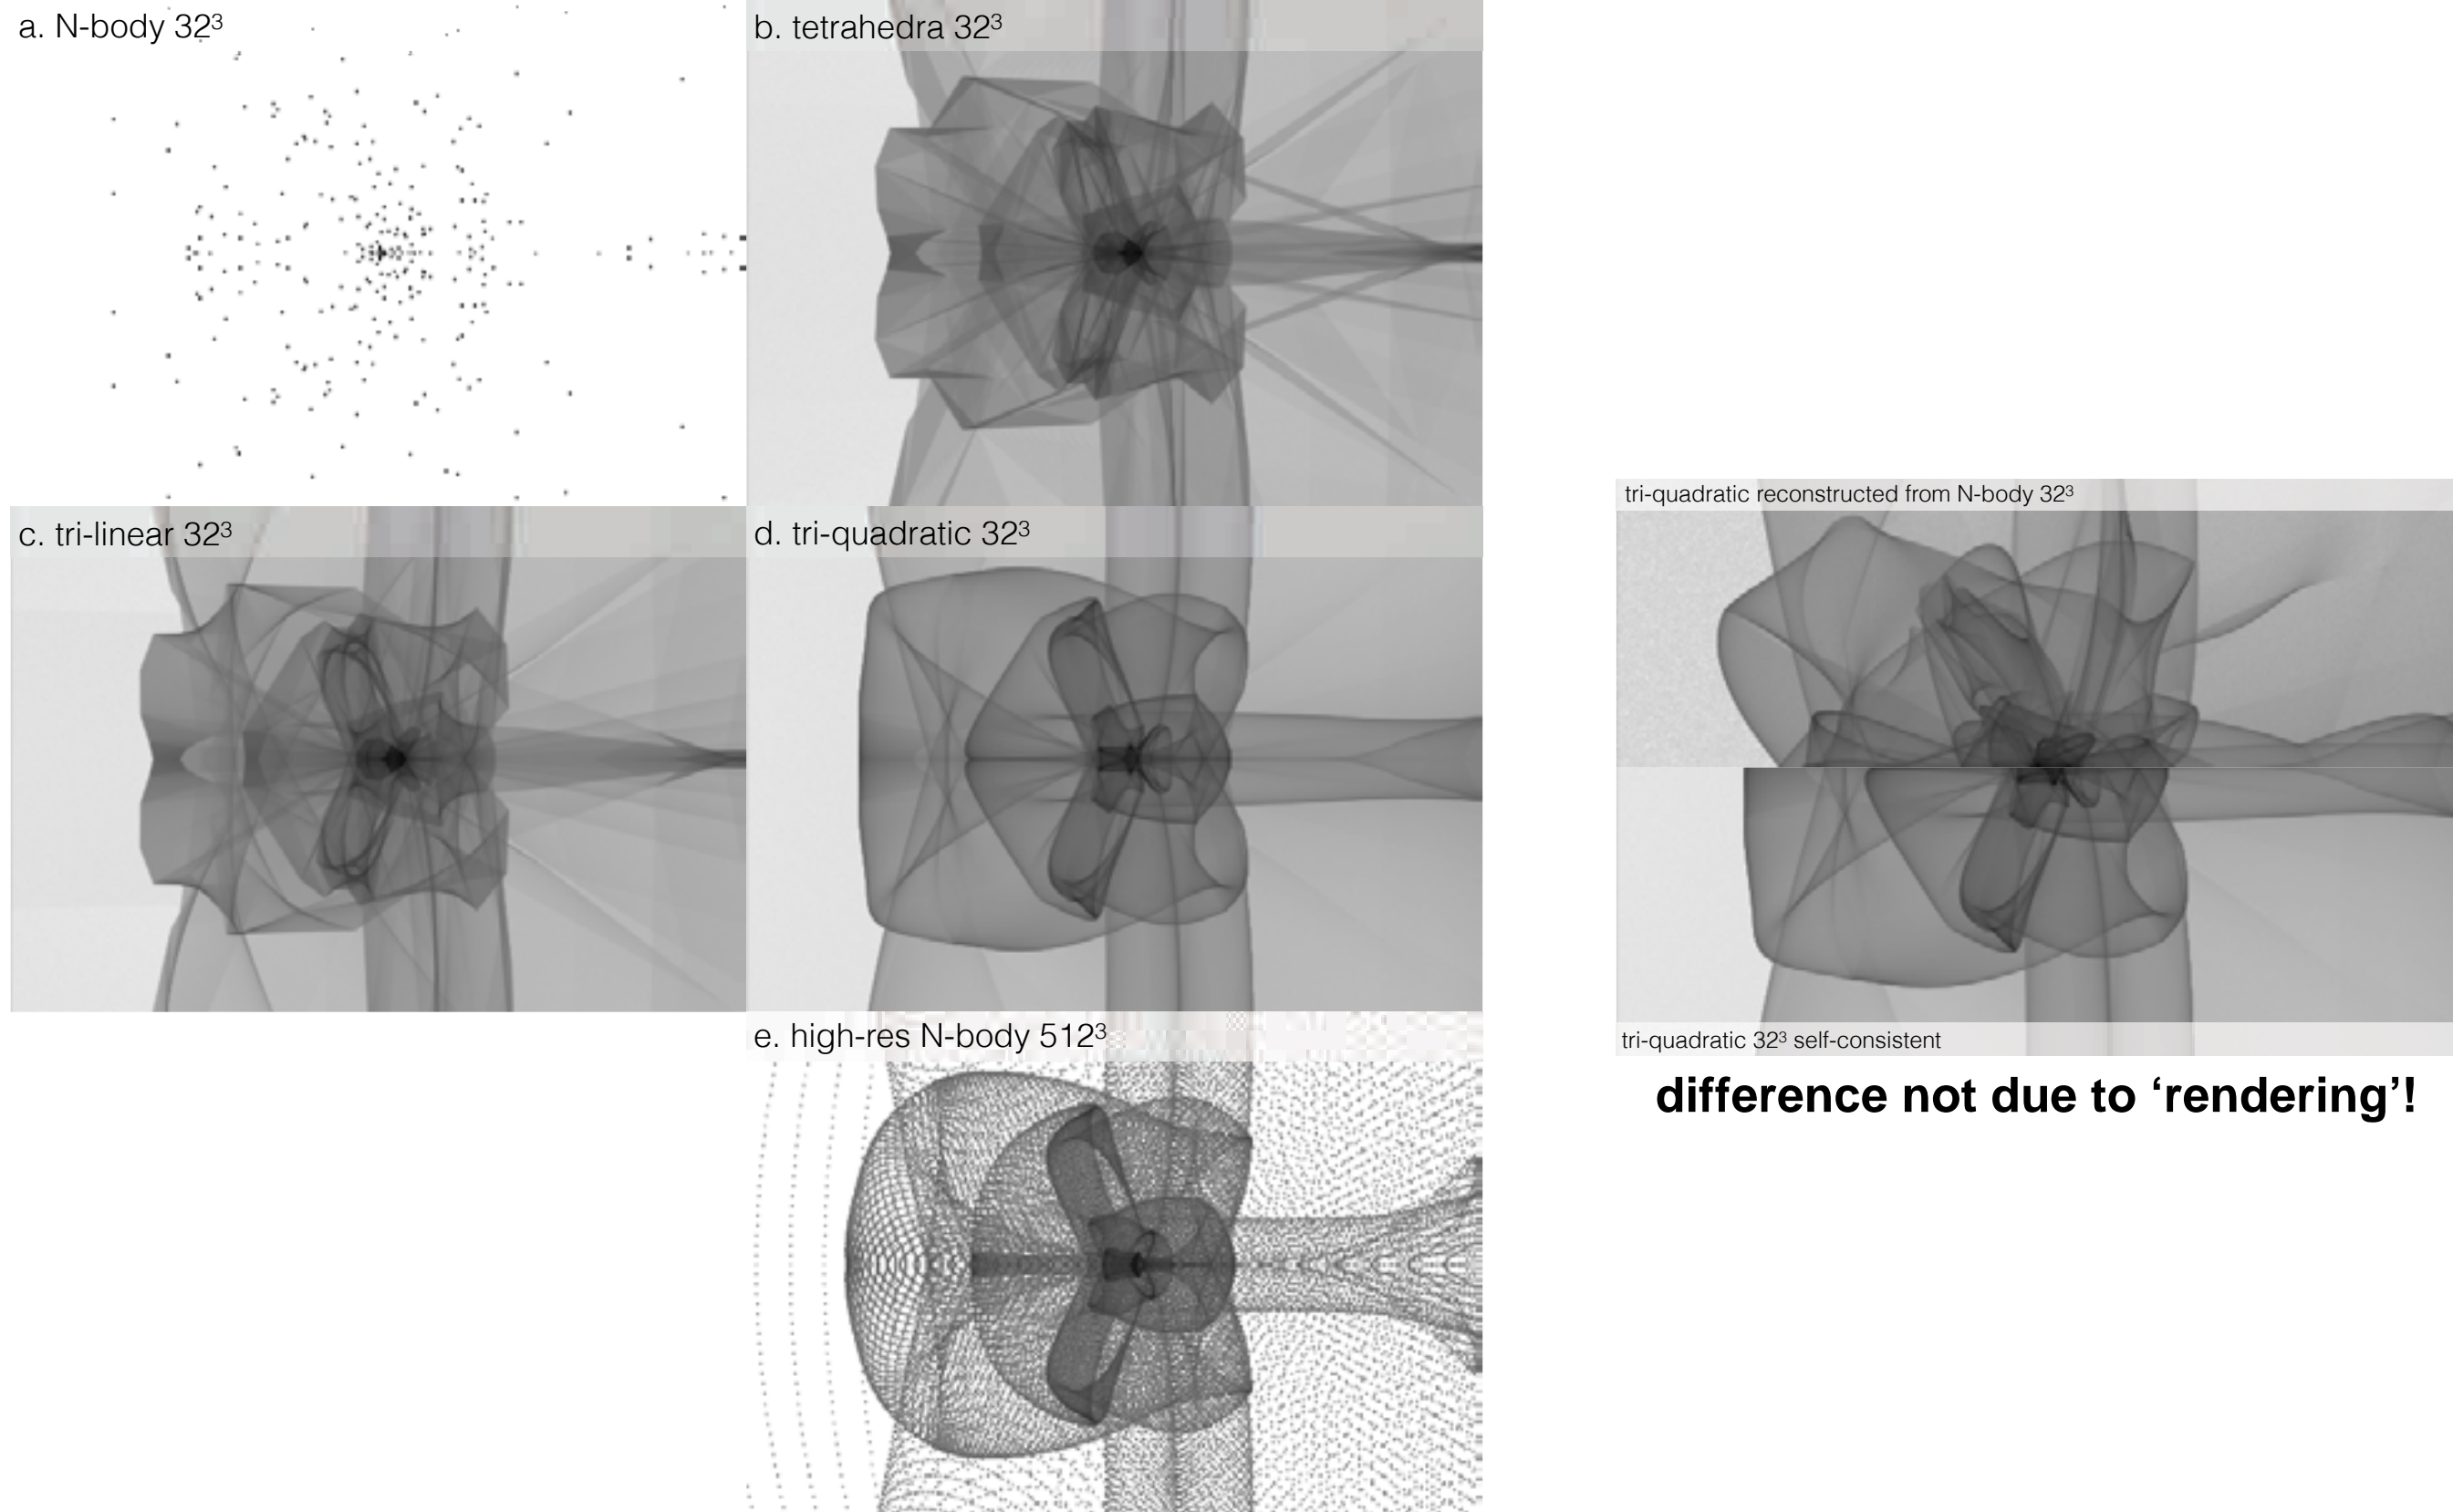 a. N-body 32³
b. tetrahedra 32³
c. tri-linear 32³
d. tri-quadratic 32³
e. high-res N-body 512³
tri-quadratic reconstructed from N-body 32³
tri-quadratic 32³ self-consistent
difference not due to ‘rendering’!